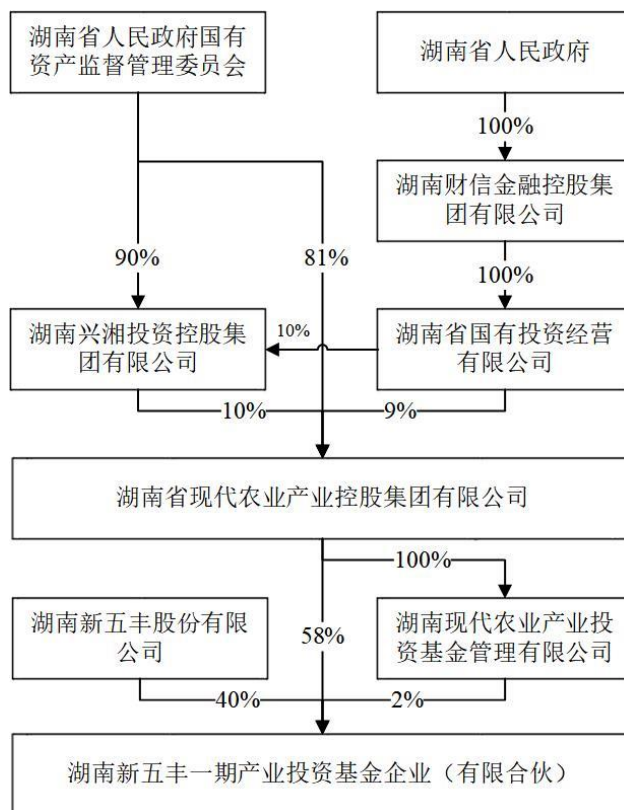 湖南省人民政府国有
资产监督管理委员会
湖南省人民政府
100%
湖南财信金融控股集
团有限公司
90%
81%
100%
湖南兴湘投资控股集
团有限公司
10%
湖南省国有投资经营
有限公司
10%
9%
湖南省现代农业产业控股集团有限公司
100%
湖南新五丰股份有限
公司
58%
湖南现代农业产业投
资基金管理有限公司
40%
2%
湖南新五丰一期产业投资基金企业（有限合伙）